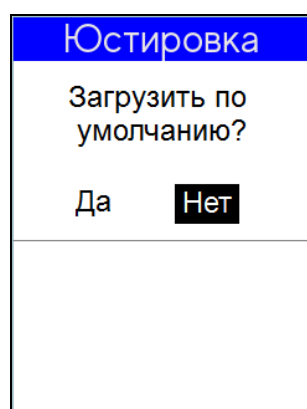 Юстировка
Загрузить по
умолчанию?
Да Нет